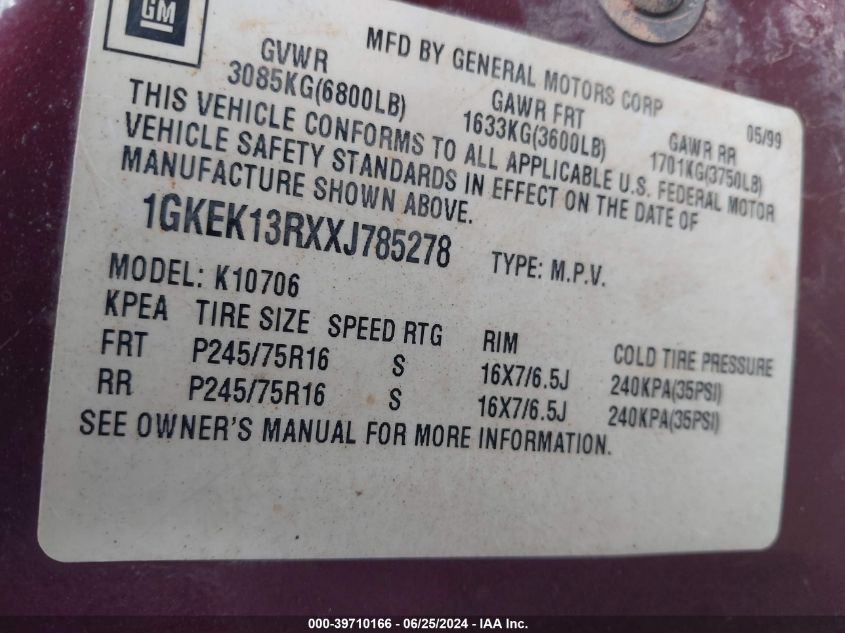 GM
MFD BY GENERAL MOTORS CORP
05/99
GVWR
GAWR FRT
GAWR RR
3085KG(6800LB)
1633KG(3600LB)
1701KG(3750LB)
THIS VEHICLE CONFORMS TO ALL APPLICABLE U.S. FEDERAL MOTOR
VEHICLE SAFETY STANDARDS IN EFFECT ON THE DATE OF
MANUFACTURE SHOWN ABOVE.
1GKEK13RXXJ785278
TYPE: M.P.V.
MODEL: K10706
KPEA TIRE SIZE SPEED RTG RIM COLD TIRE PRESSURE
FRT P245/75R16 S 16X7/6.5J 240KPA(35PSI)
RR P245/75R16 S 16X7/6.5J 240KPA(35PSI)
SEE OWNER'S MANUAL FOR MORE INFORMATION.
000-39710166 - 06/25/2024 - IAA Inc.